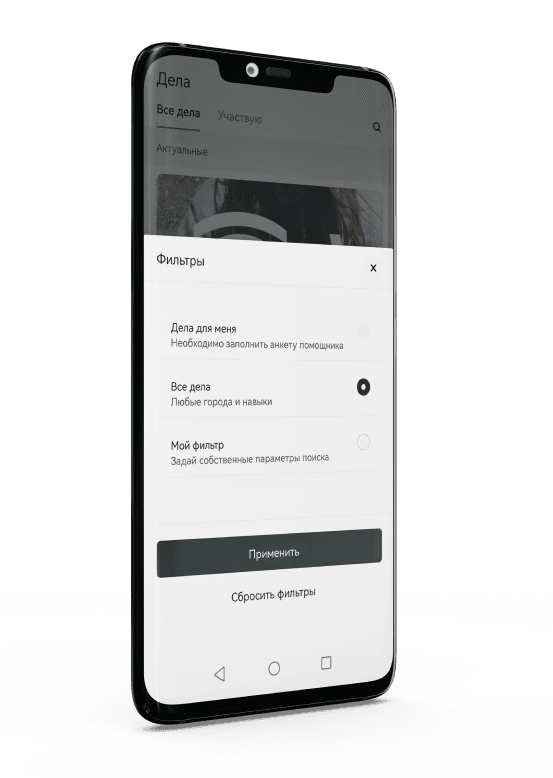 Дела
Все дела Участвую
Актуальные
Фильтры
Дела для меня
Необходимо заполнить анкету помощника
Все дела
Любые города и навыки
Мой фильтр
Задай собственные параметры поиска
Применить
Сбросить фильтры